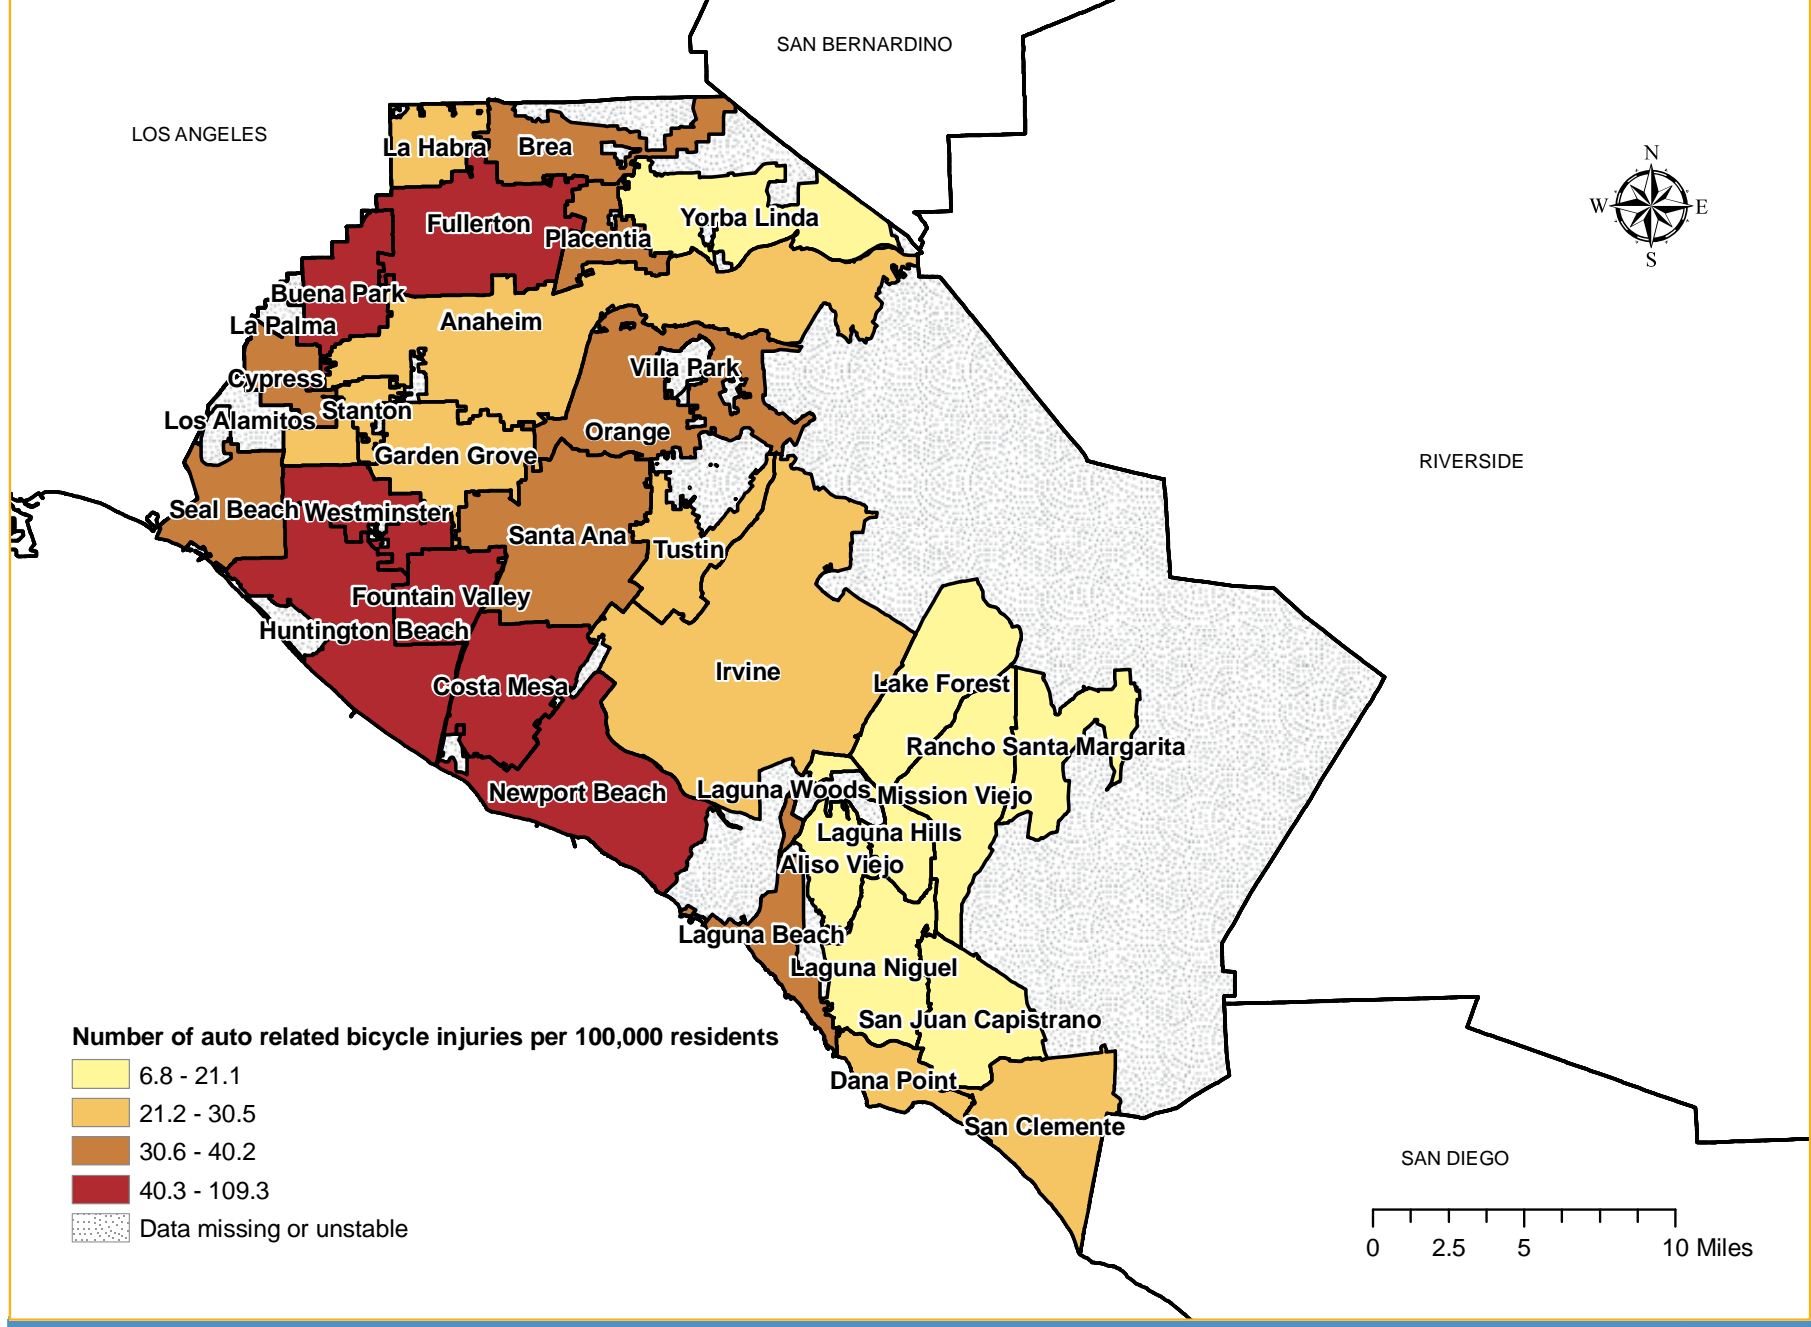 SAN BERNARDINO
LOS ANGELES
La Habra
Brea
N
W
E
S
Fullerton
Yorba Linda
Placentia
Buena Park
La Palma
Anaheim
Villa Park
Cypress
Stanton
Los Alamitos
Orange
Garden Grove
RIVERSIDE
Seal Beach
Westminster
Santa Ana
Tustin
Fountain Valley
Huntington Beach
Irvine
Costa Mesa
Lake Forest
Rancho Santa Margarita
Newport Beach
Laguna Woods
Mission Viejo
Laguna Hills
Aliso Viejo
Laguna Beach
Laguna Niguel
San Juan Capistrano
Dana Point
San Clemente
SAN DIEGO
Number of auto related bicycle injuries per 100,000 residents
6.8 - 21.1
21.2 - 30.5
30.6 - 40.2
40.3 - 109.3
Data missing or unstable
0 2.5 5 10 Miles